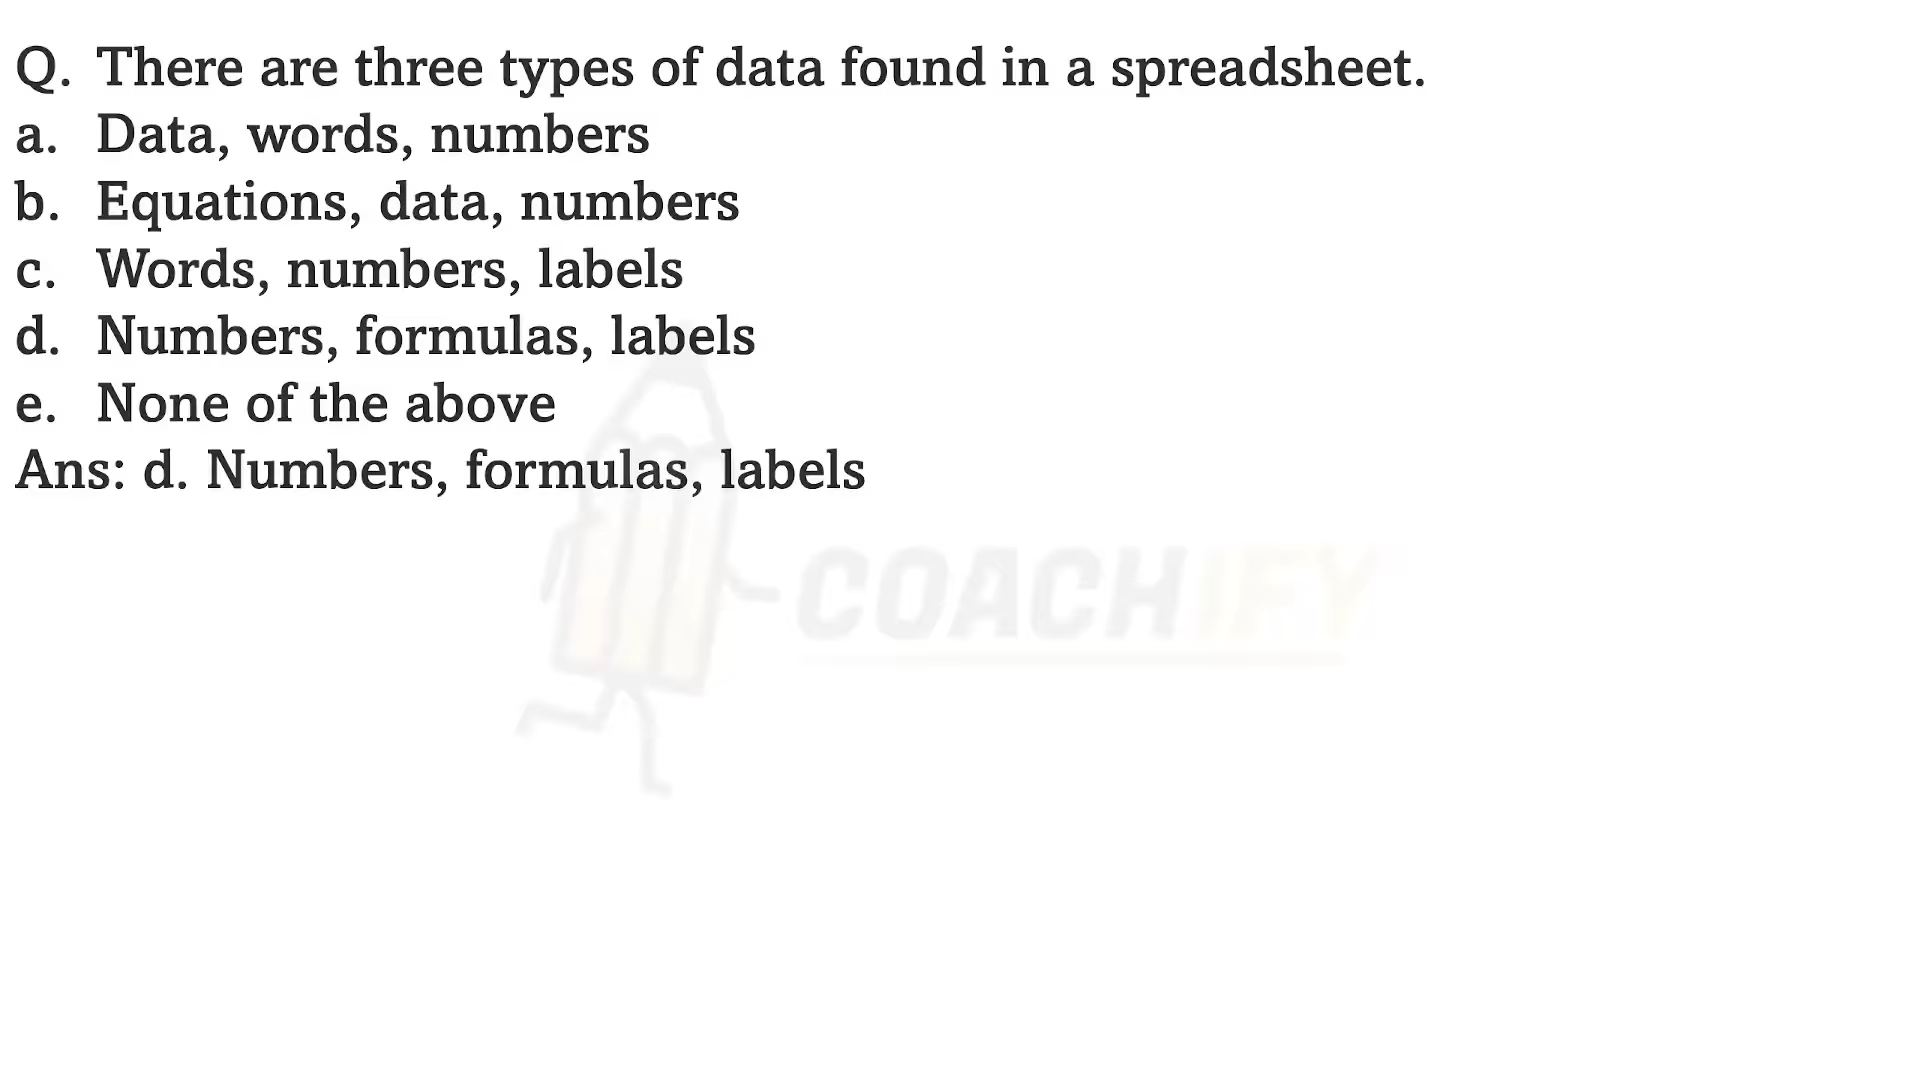 Q. There are three types of data found in a spreadsheet.
a. Data, words, numbers
b. Equations, data, numbers
c. Words, numbers, labels
d. Numbers, formulas, labels
e. None of the above
Ans: d. Numbers, formulas, labels
COACHIFY